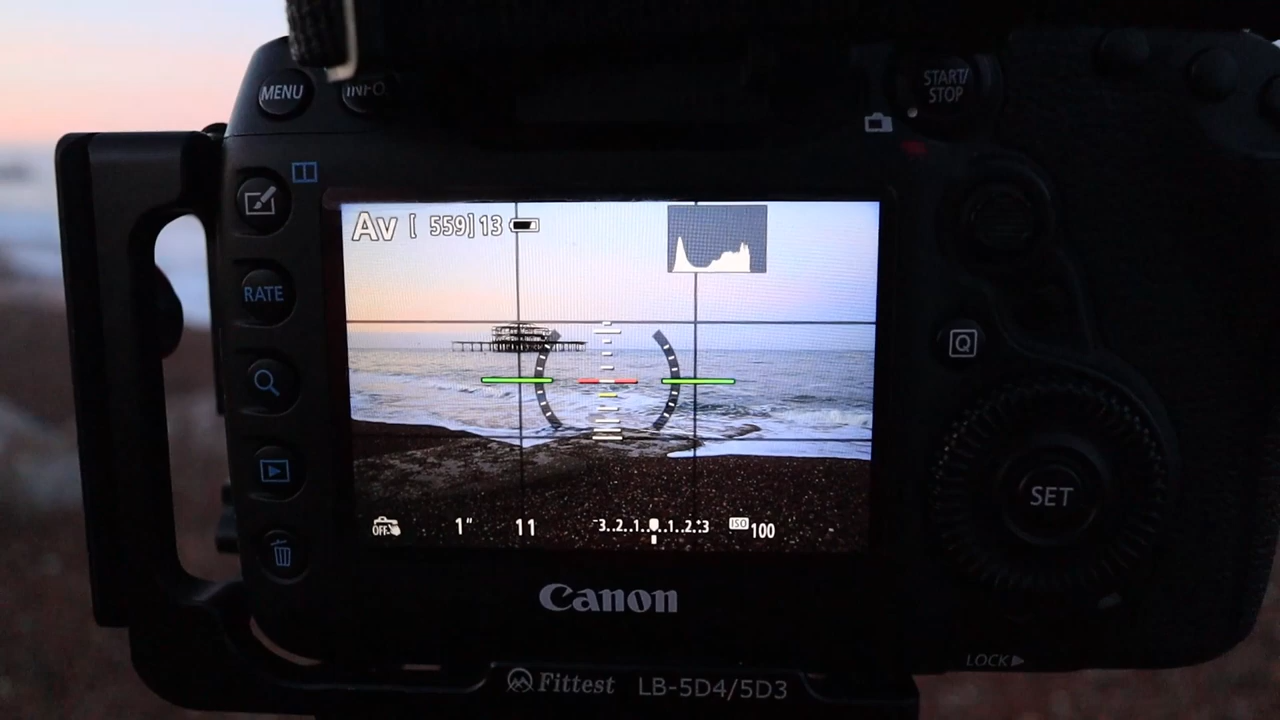 MENU
INFO
START/
STOP
Av [ 559]13
RATE
Q
SET
OFF
1" 11 -3..2..1..0..1..2..+3 ISO 100
Canon
LOCK▶
Fittest LB-5D4/5D3